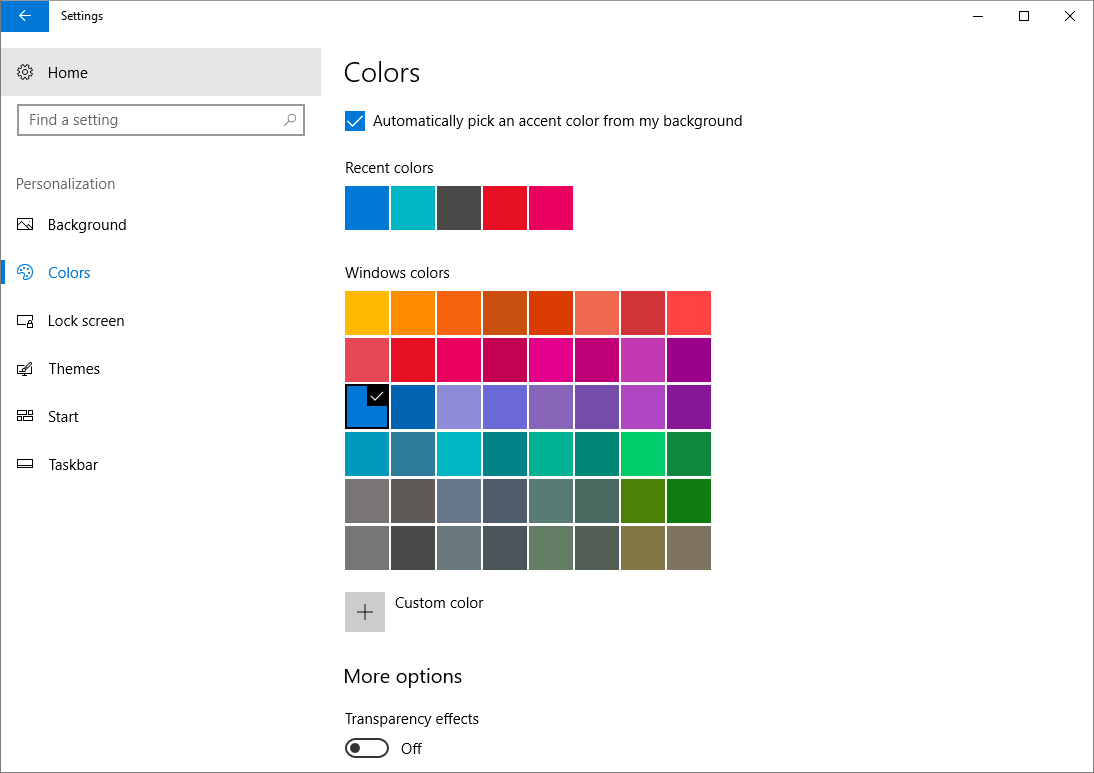 Settings
Home
Find a setting
Personalization
Background
Colors
Lock screen
Themes
Start
Taskbar
Colors
Automatically pick an accent color from my background
Recent colors
Windows colors
Custom color
More options
Transparency effects
Off